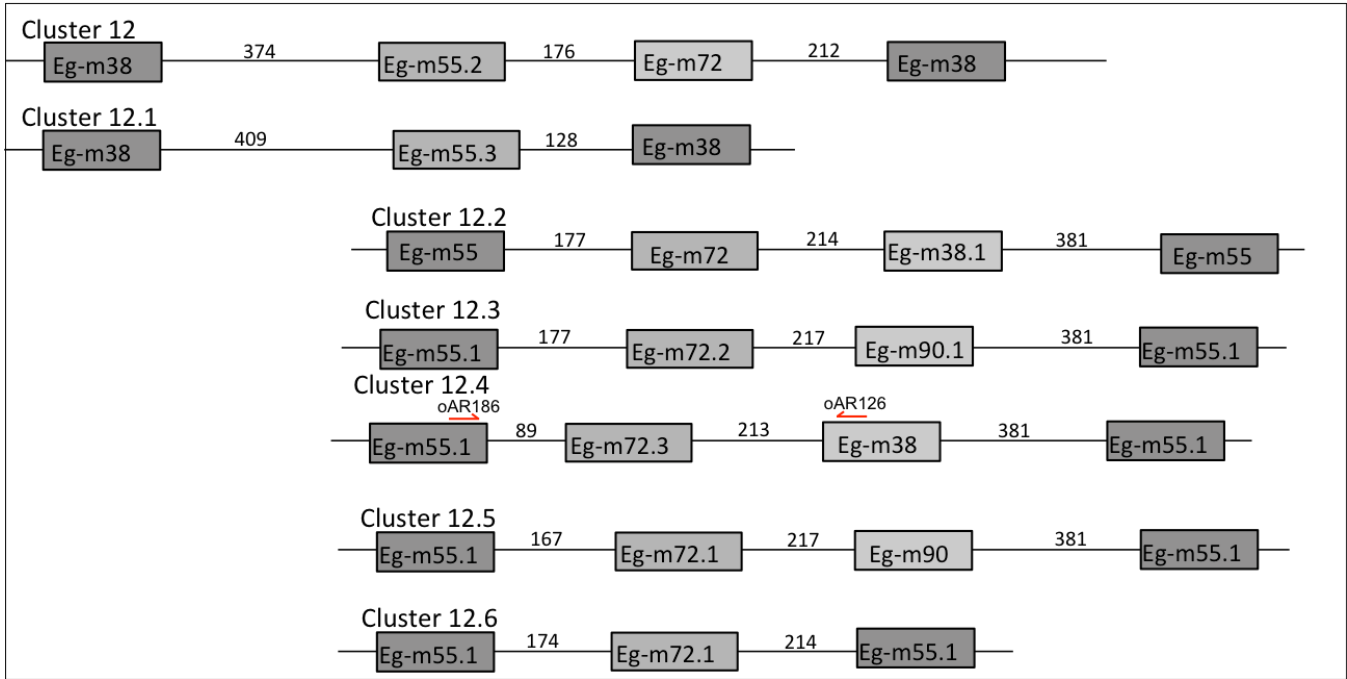 Cluster 12
374 176 212
Eg-m38 Eg-m55.2 Eg-m72 Eg-m38
Cluster 12.1
409 128
Eg-m38 Eg-m55.3 Eg-m38
Cluster 12.2
177 214 381
Eg-m55 Eg-m72 Eg-m38.1 Eg-m55
Cluster 12.3
177 217 381
Eg-m55.1 Eg-m72.2 Eg-m90.1 Eg-m55.1
Cluster 12.4
oAR186 oAR126
89 213 381
Eg-m55.1 Eg-m72.3 Eg-m38 Eg-m55.1
Cluster 12.5
167 217 381
Eg-m55.1 Eg-m72.1 Eg-m90 Eg-m55.1
Cluster 12.6
174 214
Eg-m55.1 Eg-m72.1 Eg-m55.1